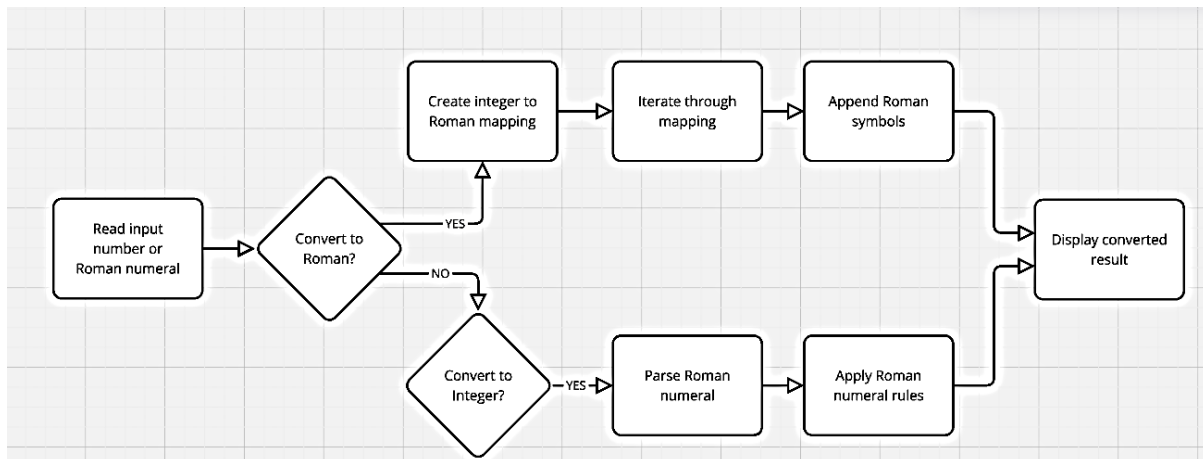 Read input
number or
Roman numeral
Convert to
Roman?
YES
Create integer to
Roman mapping
Iterate through
mapping
Append Roman
symbols
NO
Convert to
Integer?
YES
Parse Roman
numeral
Apply Roman
numeral rules
Display converted
result